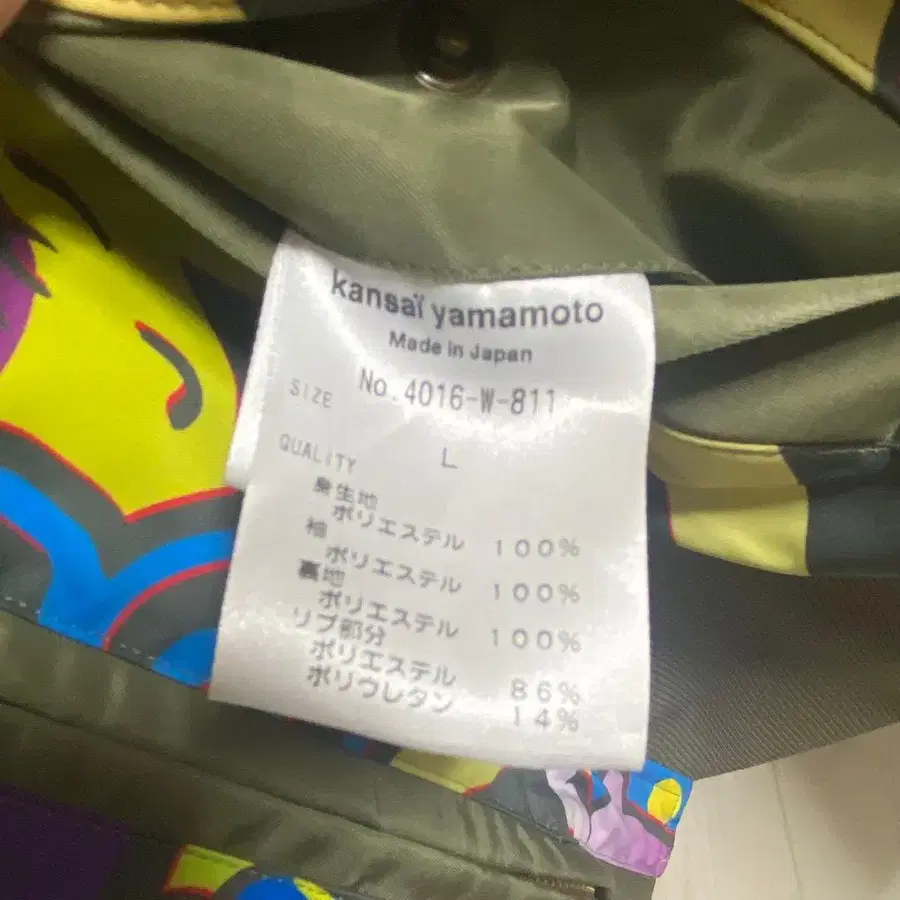 kansaï yamamoto
Made in Japan
No.4016-W-811
SIZE
L
QUALITY
身生地
ポリエステル 100%
袖
ポリエステル 100%
裏地
ポリエステル 100%
リブ部分
ポリエステル 86%
ポリウレタン 14%